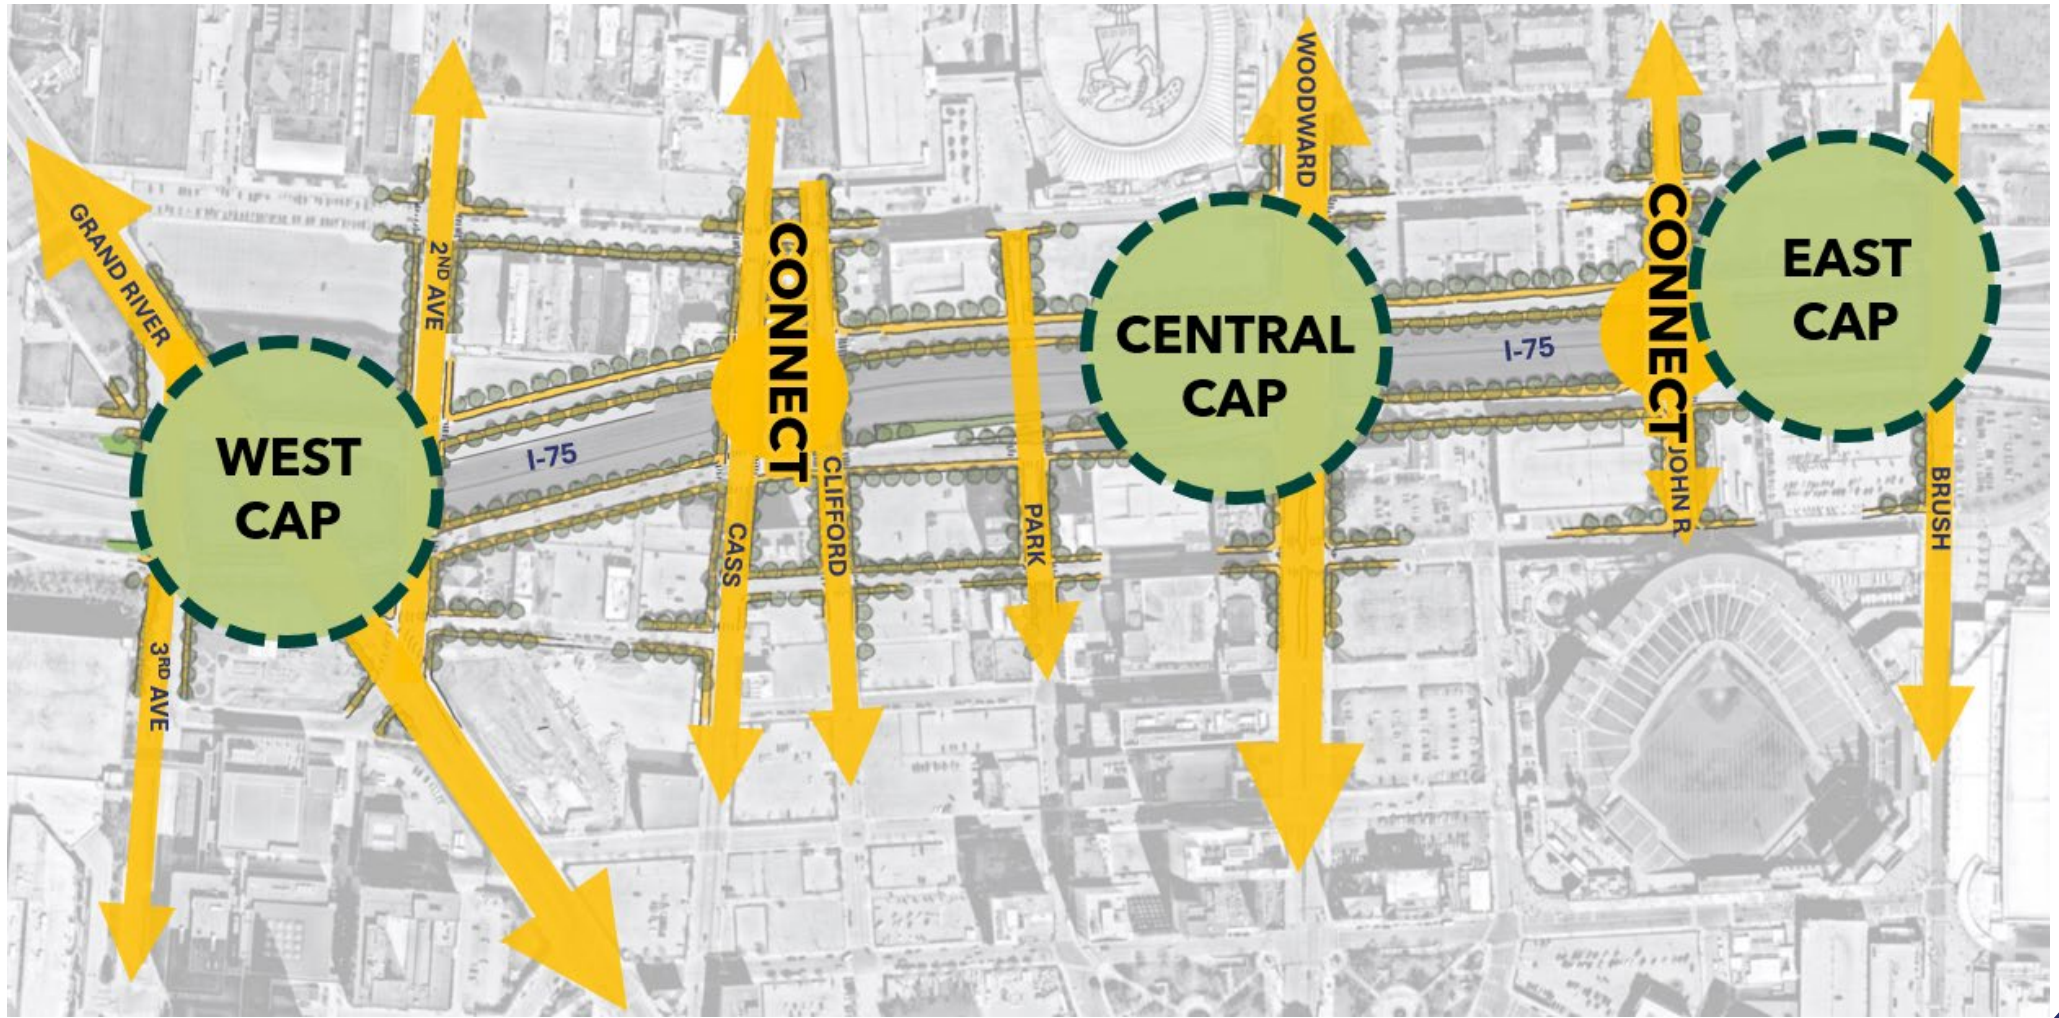 WOODWARD
GRAND RIVER
2ND AVE
CONNECT
CONNECT
EAST
CAP
CENTRAL
CAP
I-75
WEST
CAP
I-75
CLIFFORD
CASS
PARK
JOHN R
BRUSH
3RD AVE